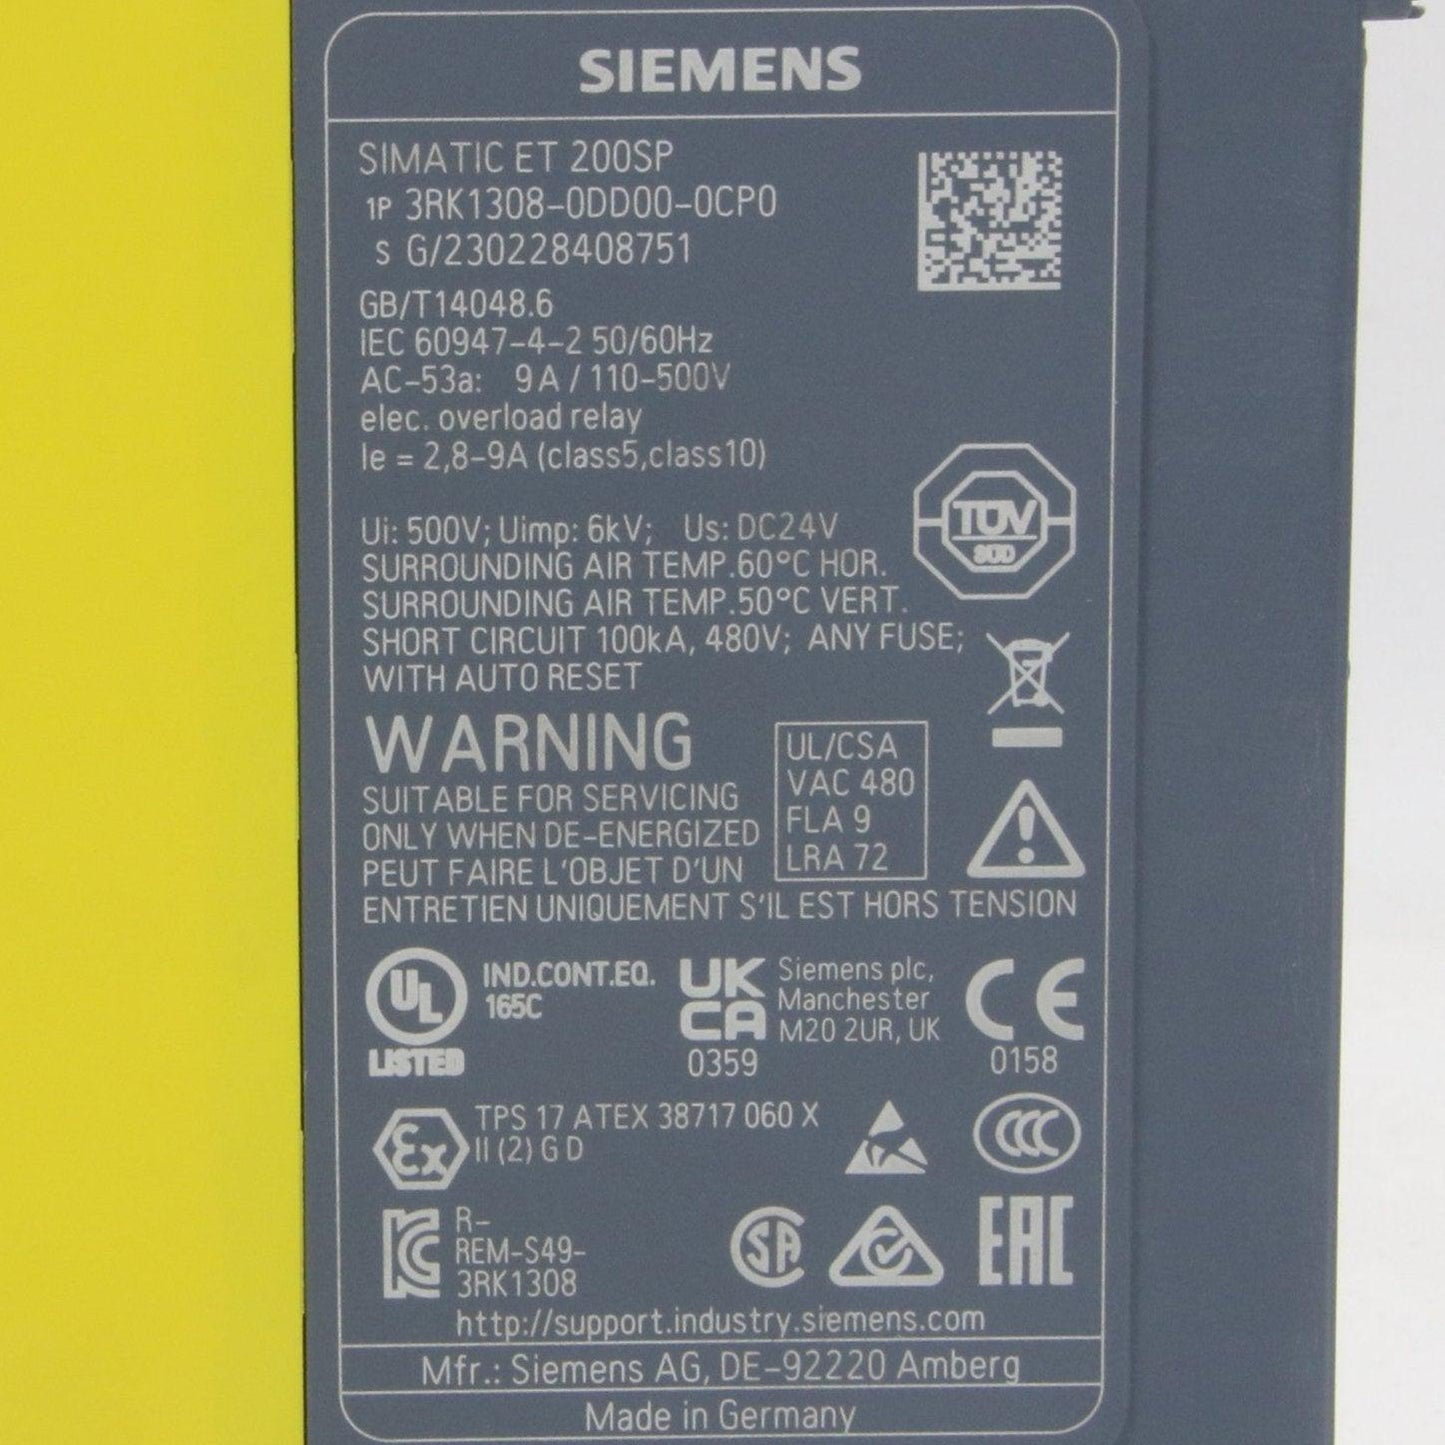 SIEMENS
SIMATIC ET 200SP
1P 3RK1308-0DD00-0CP0
S G/230228408751
GB/T14048.6
IEC 60947-4-2 50/60Hz
AC-53a: 9A / 110-500V
elec. overload relay
Ie = 2,8-9A (class5,class10)
Ui: 500V; Uimp: 6kV; Us: DC24V
SURROUNDING AIR TEMP.60°C HOR.
SURROUNDING AIR TEMP.50°C VERT.
SHORT CIRCUIT 100kA, 480V; ANY FUSE;
WITH AUTO RESET
TÜV
SÜD
WARNING
SUITABLE FOR SERVICING
ONLY WHEN DE-ENERGIZED
PEUT FAIRE L'OBJET D'UN
ENTRETIEN UNIQUEMENT S'IL EST HORS TENSION
UL/CSA
VAC 480
FLA 9
LRA 72
UL
LISTED
IND.CONT.EQ.
165C
UK
CA
0359
Siemens plc,
Manchester
M20 2UR, UK
CE
0158
Ex
TPS 17 ATEX 38717 060 X
II (2) G D
CCC
KC
R-
REM-S49-
3RK1308
SA
EAC
http://support.industry.siemens.com
Mfr.: Siemens AG, DE-92220 Amberg
Made in Germany